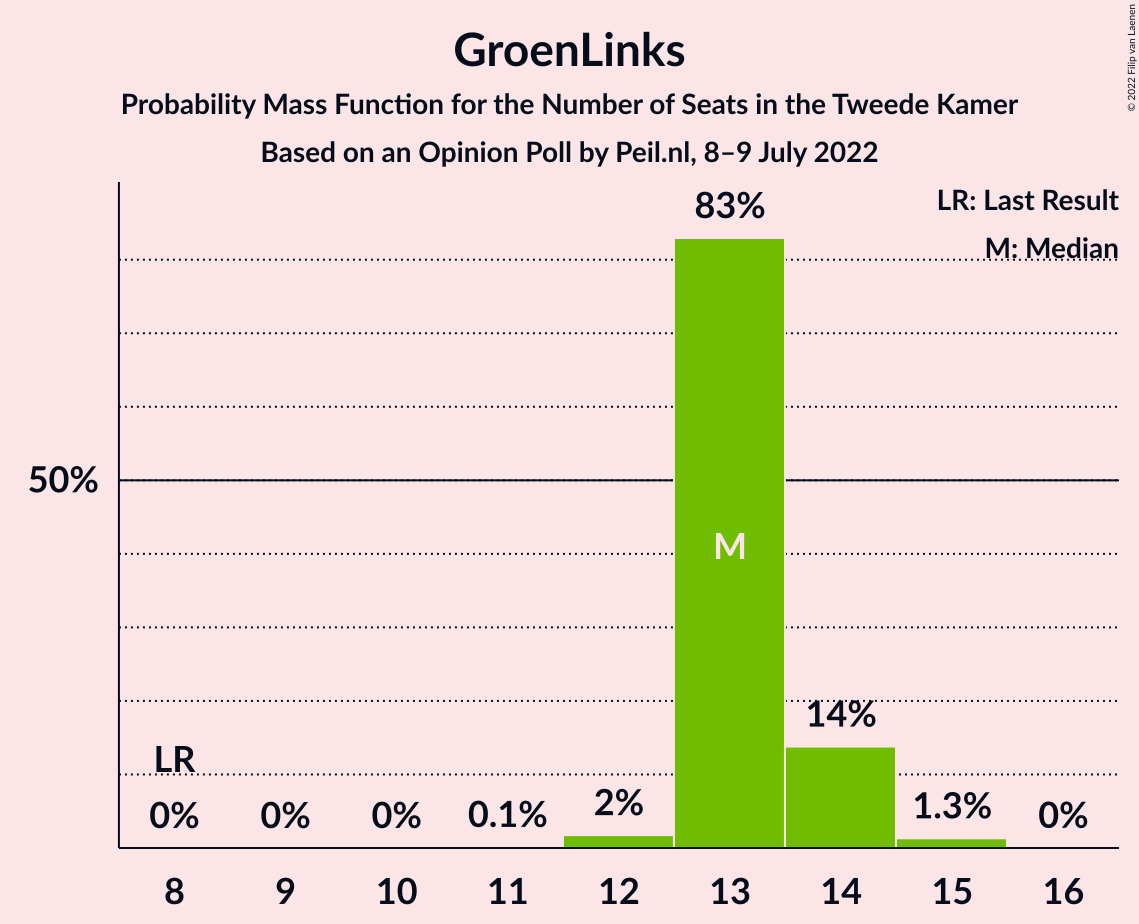 GroenLinks
Probability Mass Function for the Number of Seats in the Tweede Kamer
Based on an Opinion Poll by Peil.nl, 8–9 July 2022
© 2022 Filip van Laenen
LR: Last Result
M: Median
83%
50%
M
14%
LR
0% 0% 0% 0.1% 2% 1.3% 0%
8 9 10 11 12 13 14 15 16